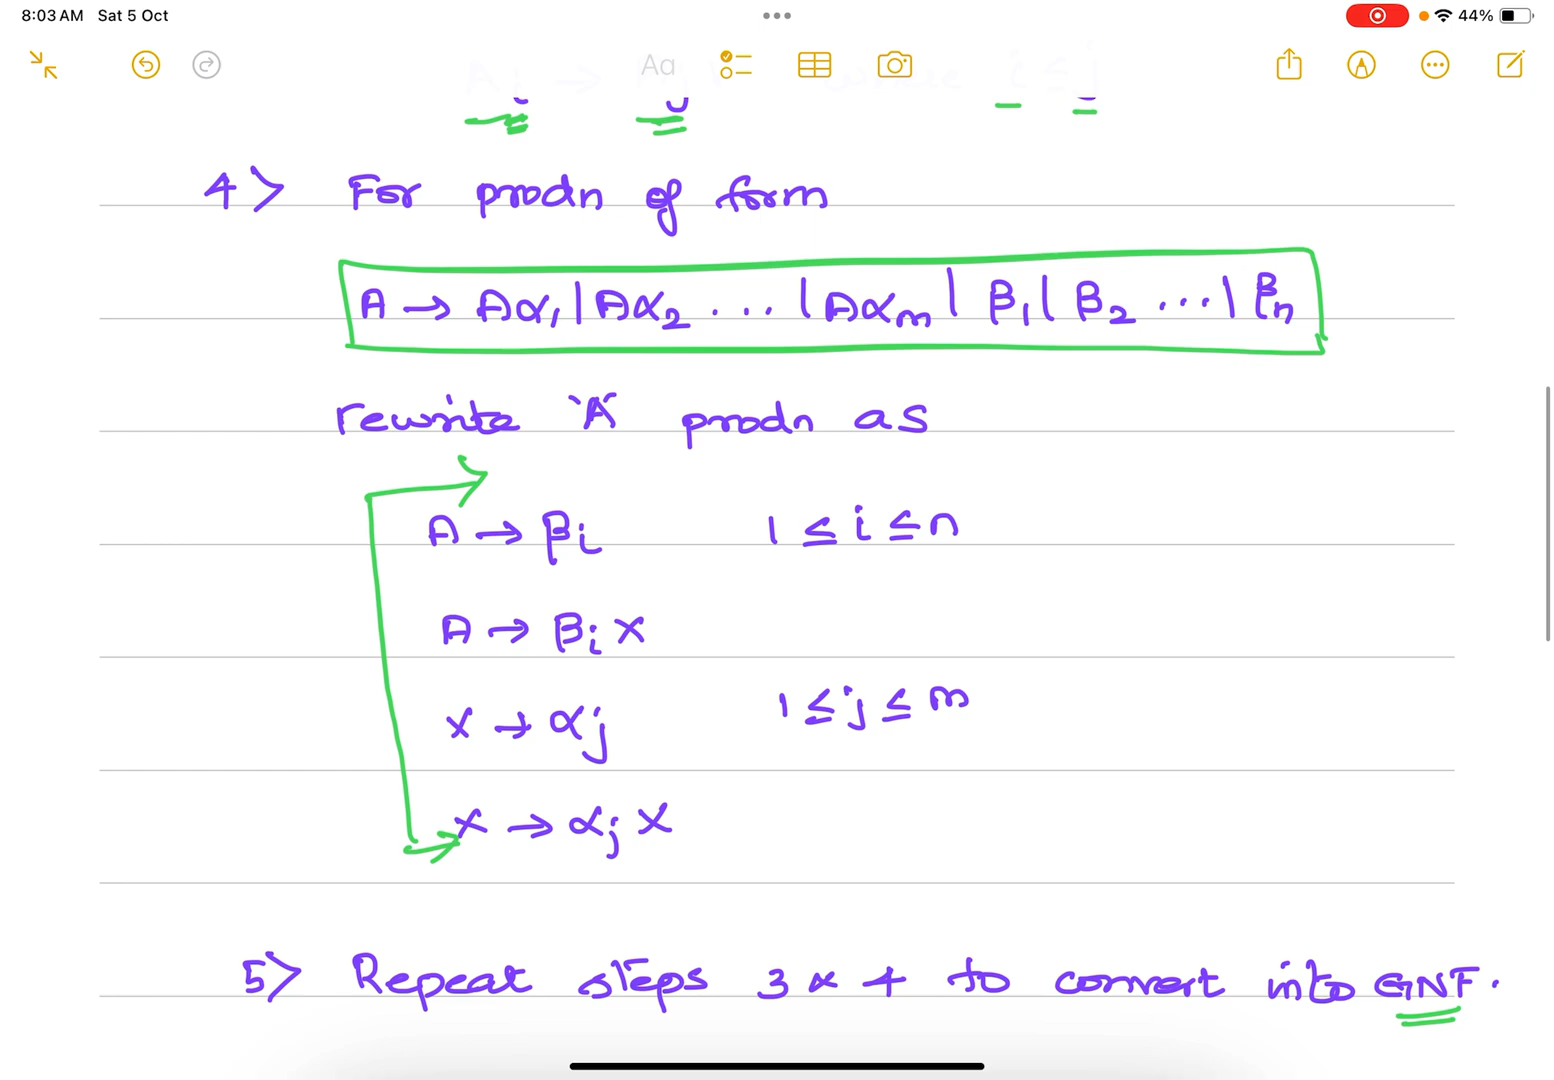 8:03 AM Sat 5 Oct
44%
Aa
4> For prodn of form
A → Aα₁ | Aα₂ ... | Aαₘ | β₁ | β₂ ... | βₙ
rewrite 'A' prodn as
A → βi 1 ≤ i ≤ n
A → βi X
X → αj 1 ≤ j ≤ m
X → αj X
5> Repeat steps 3 & 4 to convert into GNF.